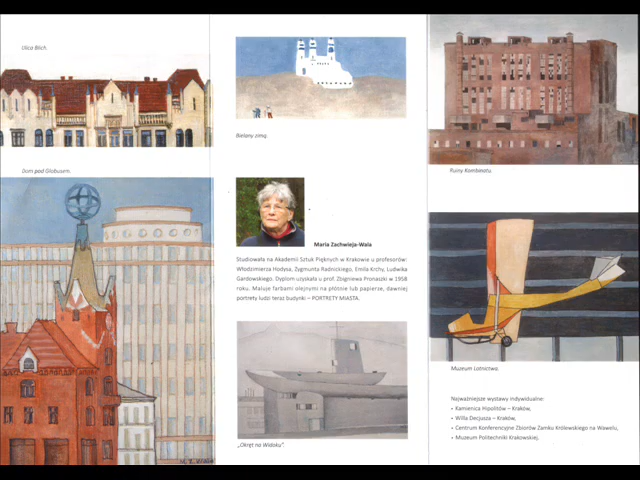 Ulica Blich.
Dom pod Globusem.
M. Z. Wala
Bielany zimą.
Maria Zachwieja-Wala
Studiowała na Akademii Sztuk Pięknych w Krakowie u profesorów:
Włodzimierza Hodysa, Zygmunta Radnickiego, Emila Krchy, Ludwika
Gardowskiego. Dyplom uzyskała u prof. Zbigniewa Pronaszki w 1958
roku. Maluje farbami olejnymi na płótnie lub papierze, dawniej
portrety ludzi teraz budynki – PORTRETY MIASTA.
„Okręt na Widoku”.
Ruiny Kombinatu.
Muzeum Lotnictwa.
Najważniejsze wystawy indywidualne:
• Kamienica Hipolitów – Kraków,
• Willa Decjusza – Kraków,
• Centrum Konferencyjne Zbiorów Zamku Królewskiego na Wawelu,
• Muzeum Politechniki Krakowskiej.